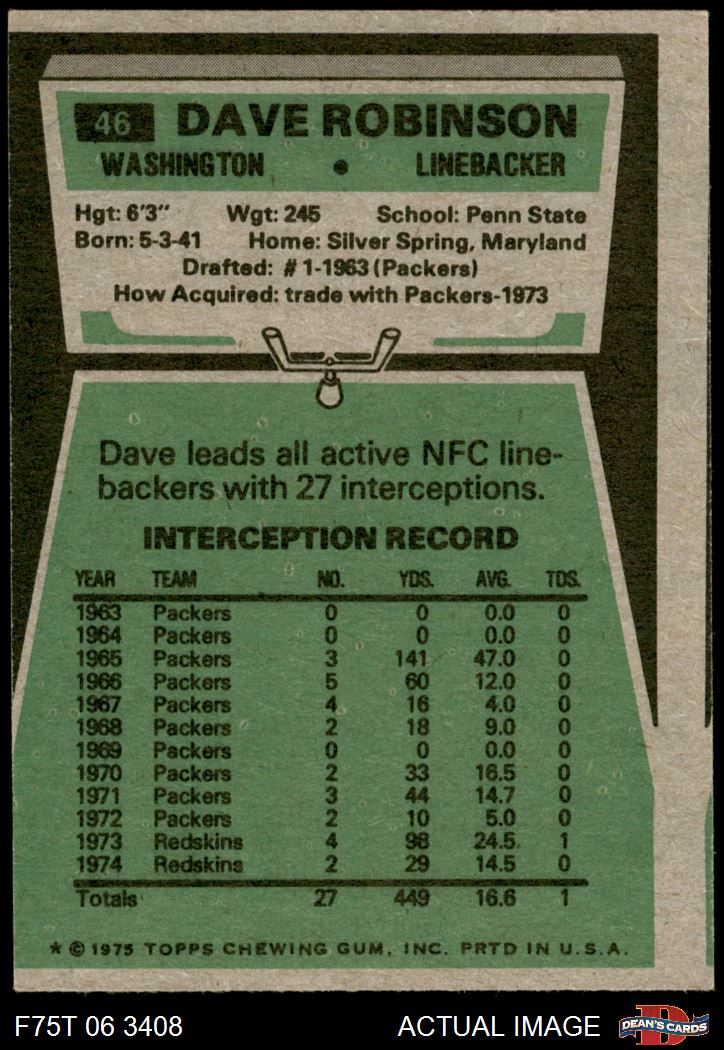 46 DAVE ROBINSON
WASHINGTON • LINEBACKER
Hgt: 6'3" Wgt: 245 School: Penn State
Born: 5-3-41 Home: Silver Spring, Maryland
Drafted: #1-1963 (Packers)
How Acquired: trade with Packers-1973
Dave leads all active NFC line-
backers with 27 interceptions.
INTERCEPTION RECORD
YEAR TEAM NO. YDS. AVG. TDS.
1963 Packers 0 0 0.0 0
1964 Packers 0 0 0.0 0
1965 Packers 3 141 47.0 0
1966 Packers 5 60 12.0 0
1967 Packers 4 16 4.0 0
1968 Packers 2 18 9.0 0
1969 Packers 0 0 0.0 0
1970 Packers 2 33 16.5 0
1971 Packers 3 44 14.7 0
1972 Packers 2 10 5.0 0
1973 Redskins 4 98 24.5 1
1974 Redskins 2 29 14.5 0
Totals 27 449 16.6 1
* © 1975 TOPPS CHEWING GUM, INC. PRTD IN U.S.A.
F75T 06 3408 ACTUAL IMAGE D DEAN'S CARDS